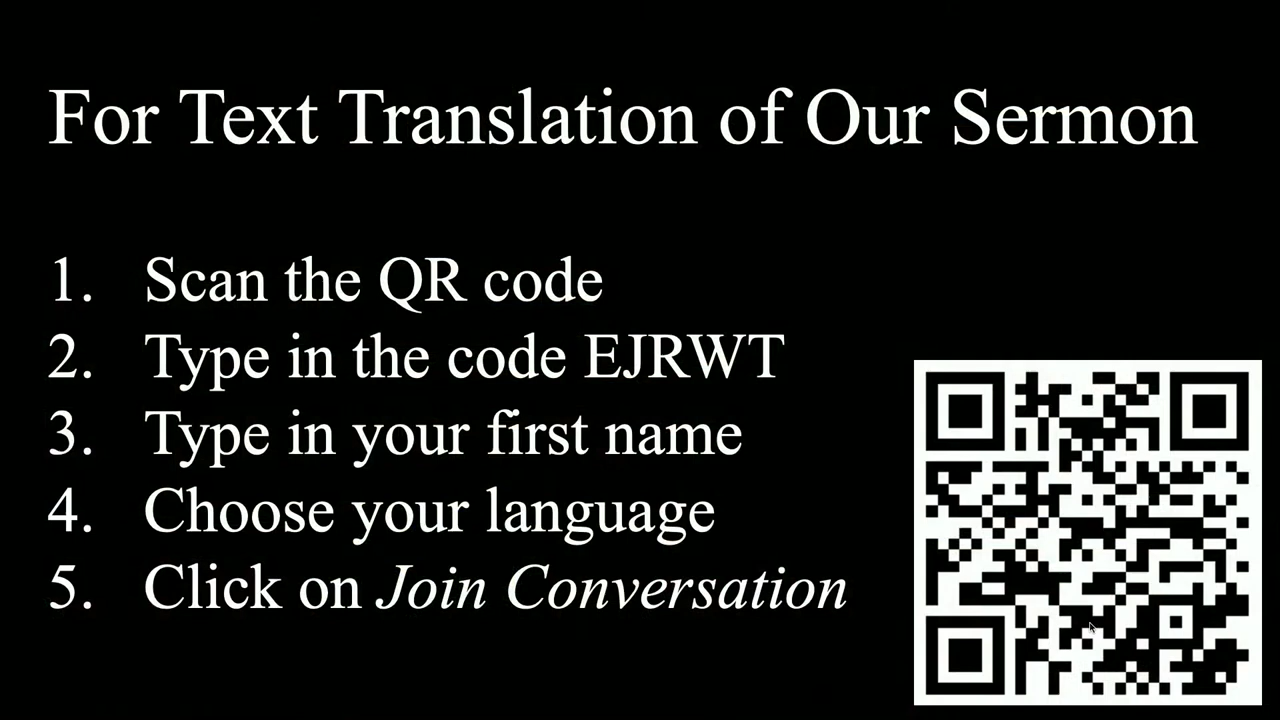 For Text Translation of Our Sermon
1. Scan the QR code
2. Type in the code EJRWT
3. Type in your first name
4. Choose your language
5. Click on Join Conversation